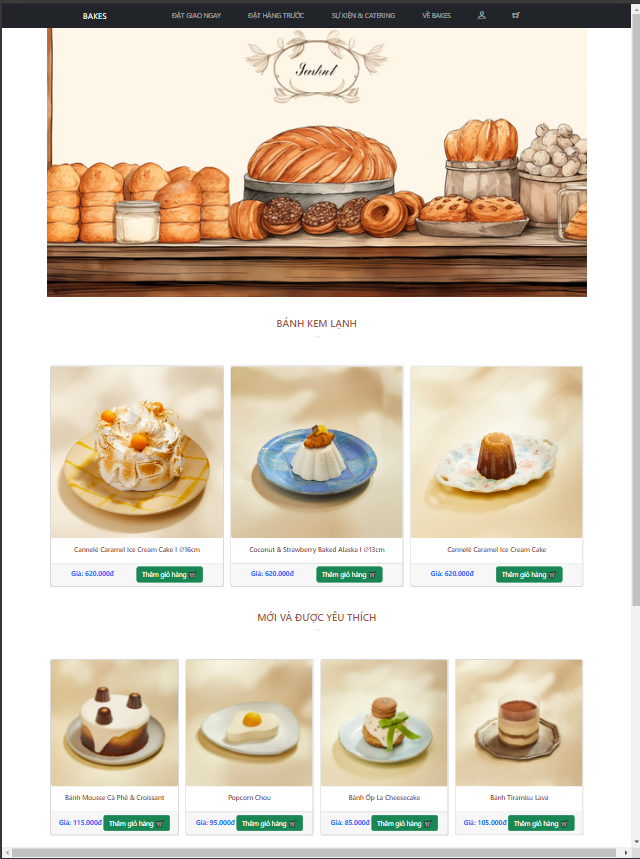 BAKES
ĐẶT GIAO NGAY
ĐẶT HÀNG TRƯỚC
SỰ KIỆN & CATERING
VỀ BAKES
BÁNH KEM LẠNH
Cannelé Caramel Ice Cream Cake I ∅16cm
Coconut & Strawberry Baked Alaska I ∅13cm
Cannelé Caramel Ice Cream Cake
Giá: 620.000đ
Thêm giỏ hàng
Giá: 620.000đ
Thêm giỏ hàng
Giá: 620.000đ
Thêm giỏ hàng
MỚI VÀ ĐƯỢC YÊU THÍCH
Bánh Mousse Cà Phê & Croissant
Popcorn Chou
Bánh Ốp La Cheesecake
Bánh Tiramisu Lava
Giá: 115.000đ
Thêm giỏ hàng
Giá: 95.000đ
Thêm giỏ hàng
Giá: 85.000đ
Thêm giỏ hàng
Giá: 105.000đ
Thêm giỏ hàng